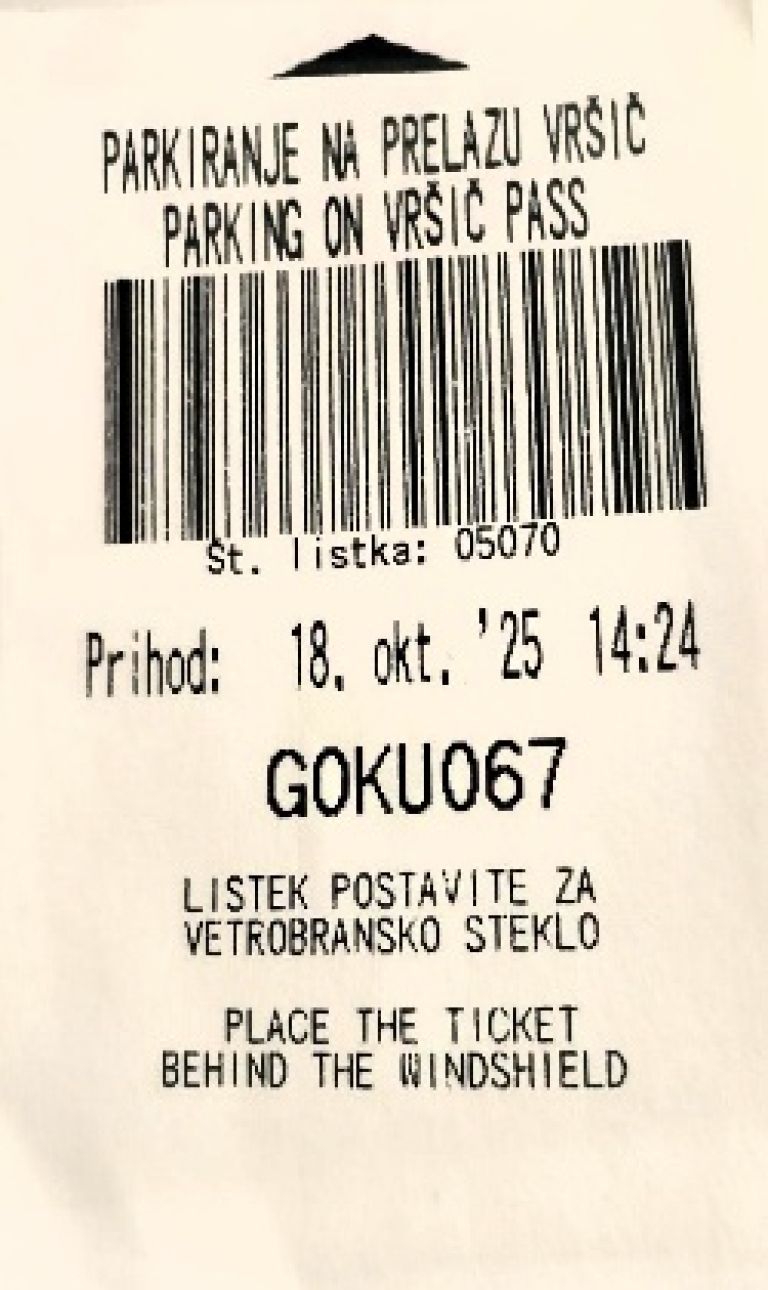 PARKIRANJE NA PRELAZU VRŠIČ
PARKING ON VRŠIČ PASS
Št. listka: 05070
Prihod: 18. okt. '25 14:24
GOKU067
LISTEK POSTAVITE ZA
VETROBRANSKO STEKLO
PLACE THE TICKET
BEHIND THE WINDSHIELD